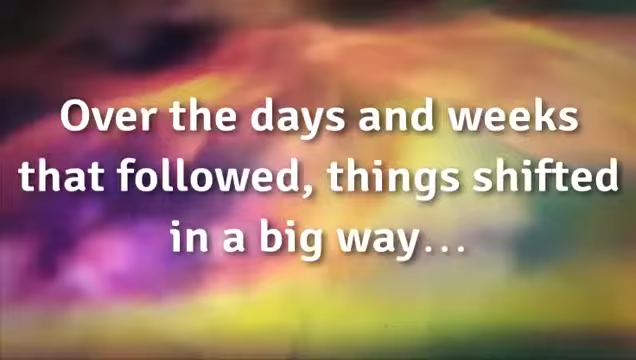 Over the days and weeks
that followed, things shifted
in a big way…